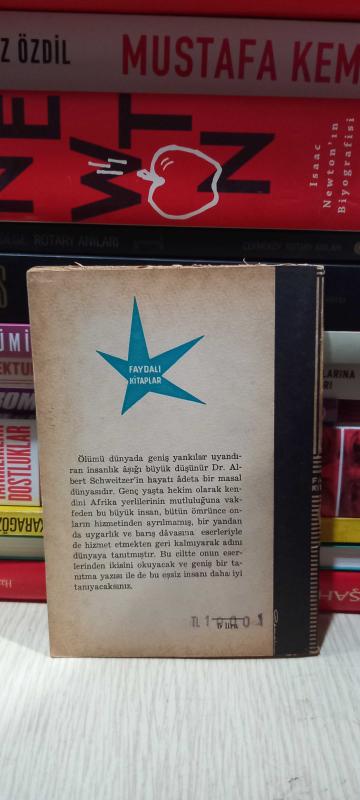 Z ÖZDİL
MUSTAFA KEM
NEWTON
Isaac
Newton'ın
Biyografisi
ROTARY ANILARI
FAYDALI
KİTAPLAR
Ölümü dünyada geniş yankılar uyandı-
ran insanlık âşığı büyük düşünür Dr. Al-
bert Schweitzer'in hayatı âdeta bir masal
dünyasıdır. Genç yaşta hekim olarak ken-
dini Afrika yerlilerinin mutluluğuna vak-
feden bu büyük insan, bütün ömrünce on-
ların hizmetinden ayrılmamış, bir yandan
da uygarlık ve barış dâvasına eserleriyle
de hizmet etmekten geri kalmıyarak adını
dünyaya tanıtmıştır. Bu ciltte onun eser-
lerinden ikisini okuyacak ve geniş bir ta-
nıtma yazısı ile de bu eşsiz insanı daha iyi
tanıyacaksınız.
DOSTLUKLAR
KARAGÖZ